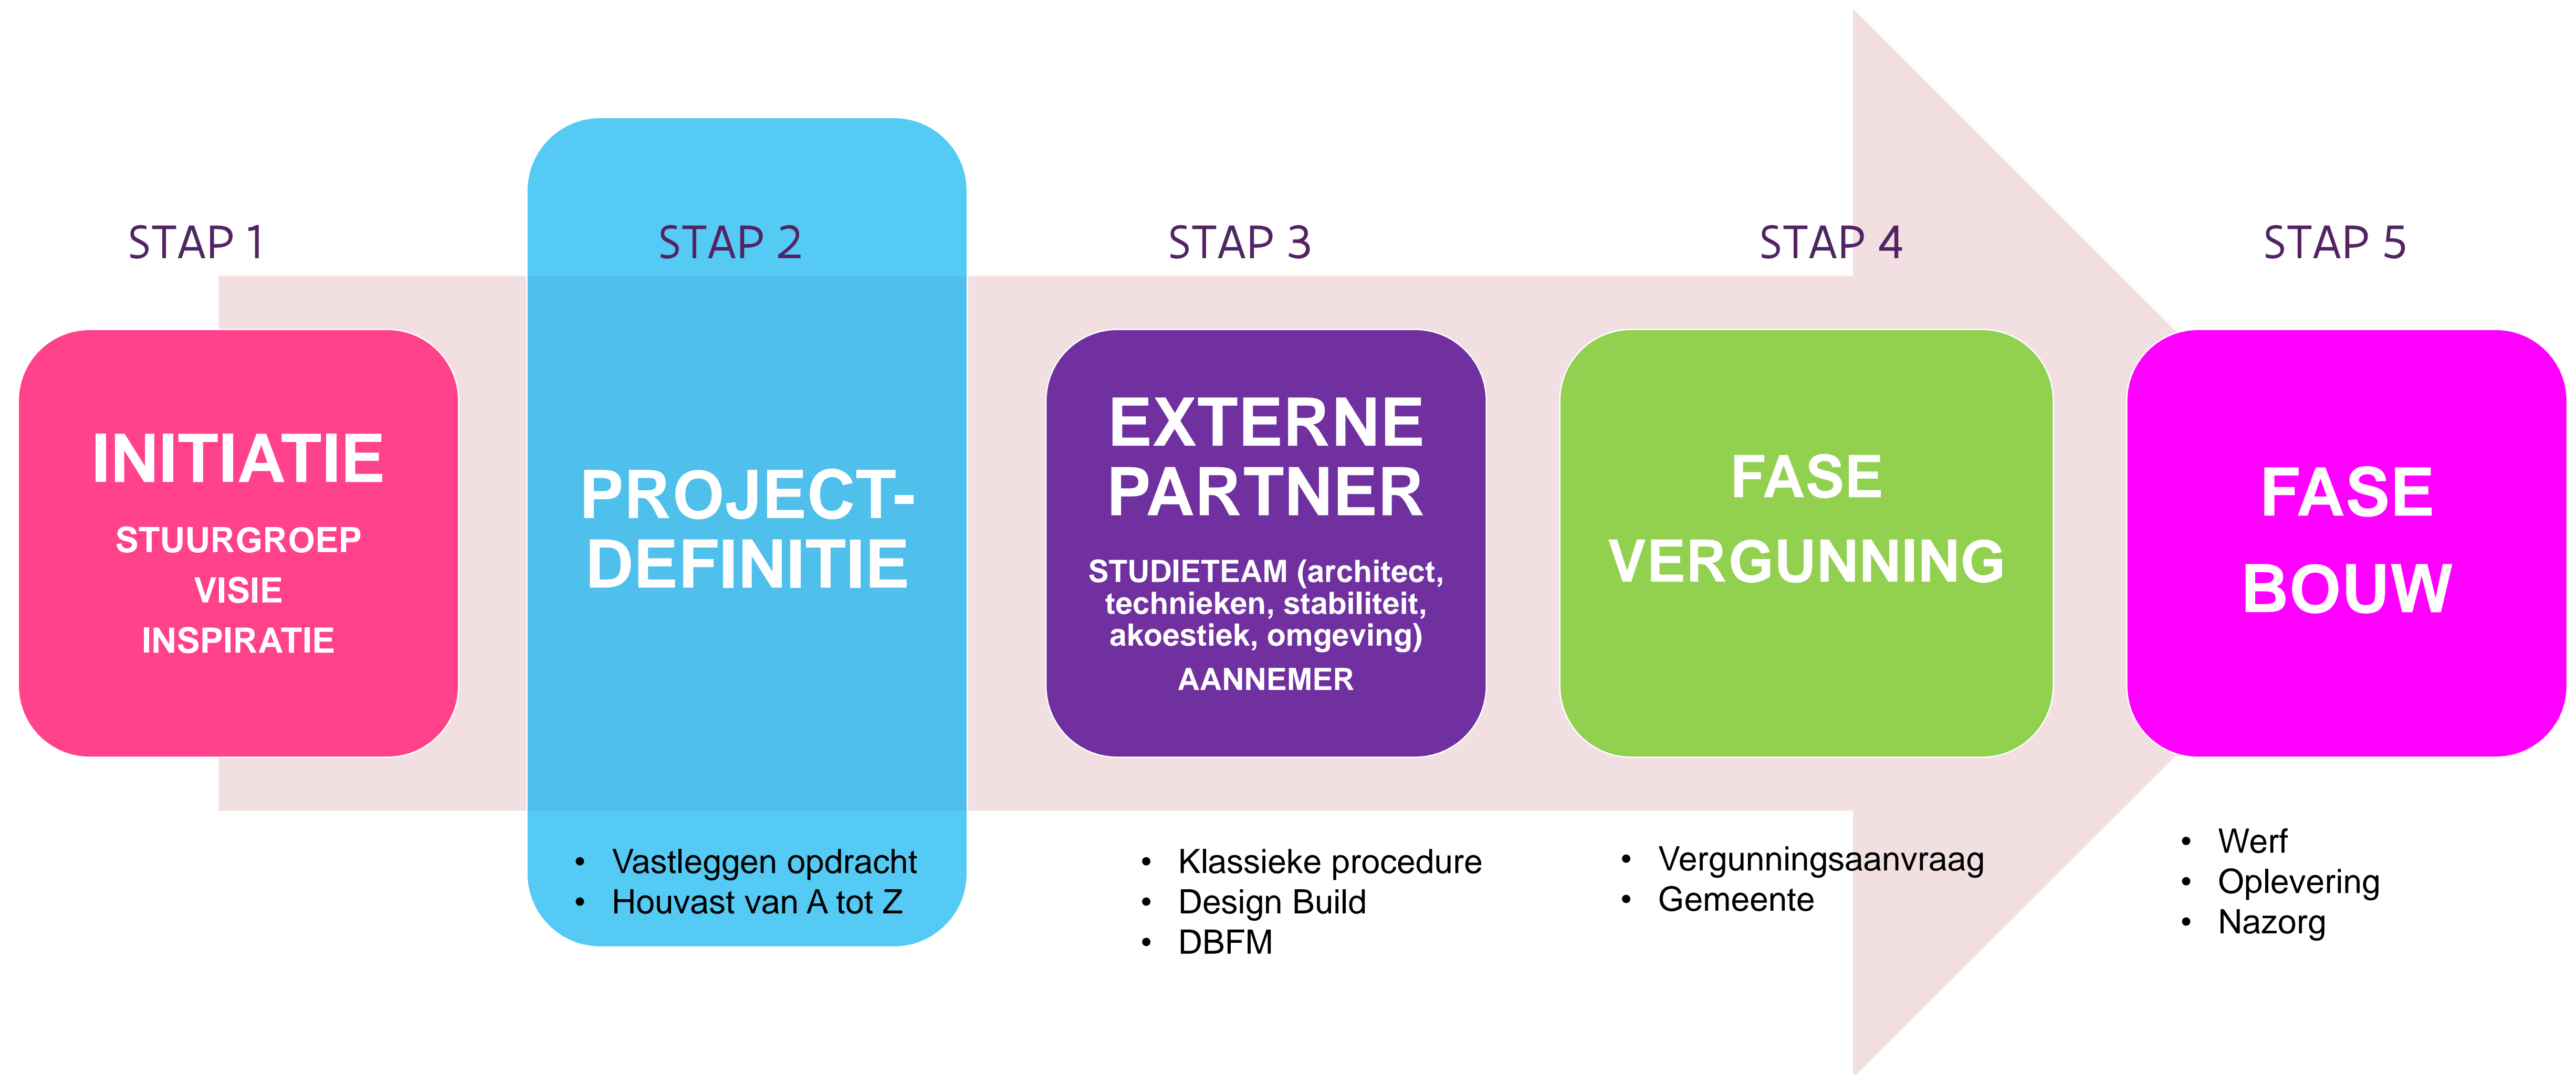 STAP 1
INITIATIE
STUURGROEP
VISIE
INSPIRATIE
STAP 2
PROJECT-
DEFINITIE
• Vastleggen opdracht
• Houvast van A tot Z
STAP 3
EXTERNE
PARTNER
STUDIETEAM (architect,
technieken, stabiliteit,
akoestiek, omgeving)
AANNEMER
• Klassieke procedure
• Design Build
• DBFM
STAP 4
FASE
VERGUNNING
• Vergunningsaanvraag
• Gemeente
STAP 5
FASE
BOUW
• Werf
• Oplevering
• Nazorg